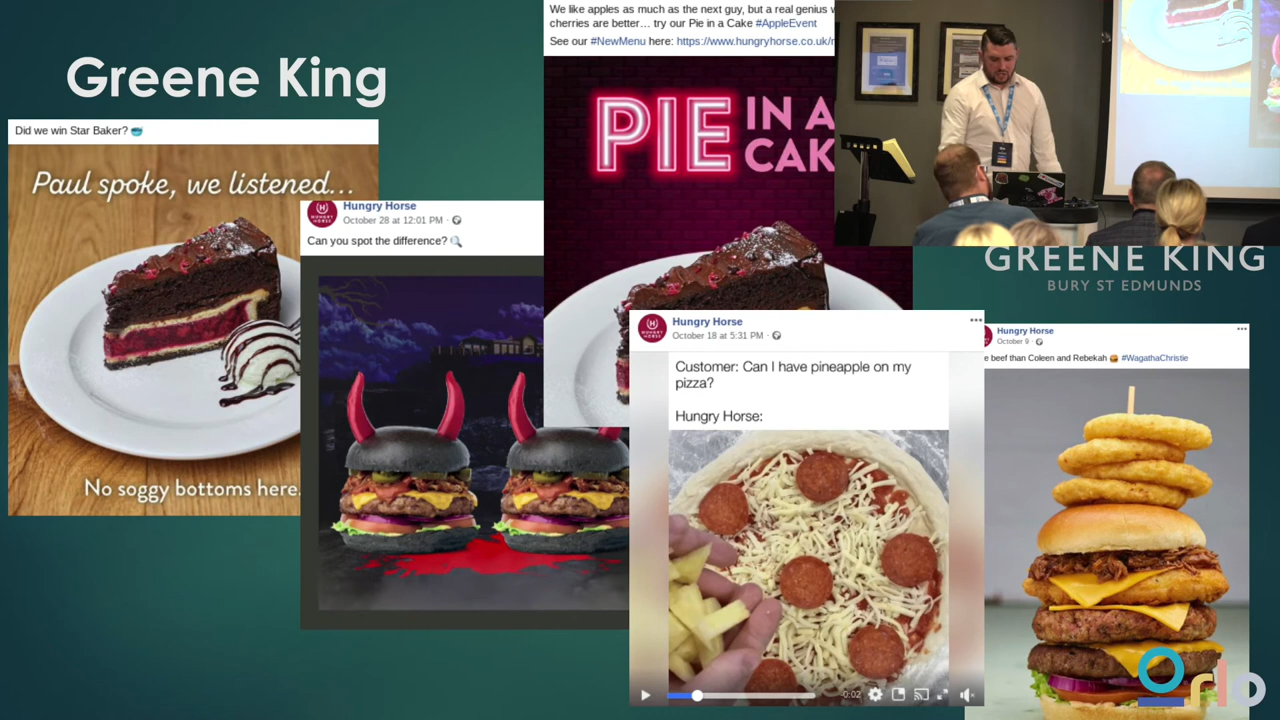 Greene King
Did we win Star Baker?
Paul spoke, we listened...
No soggy bottoms here.
Hungry Horse
October 28 at 12:01 PM
Can you spot the difference?
We like apples as much as the next guy, but a real genius
cherries are better... try our Pie in a Cake #AppleEvent
See our #NewMenu here: https://www.hungryhorse.co.uk/
PIE IN A
CAK
Hungry Horse
October 18 at 5:31 PM
Customer: Can I have pineapple on my
pizza?
Hungry Horse:
-0:02
GREENE KING
BURY ST EDMUNDS
Hungry Horse
October 9
e beef than Coleen and Rebekah #WagathaChristie
orlo